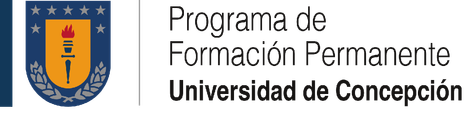 Programa de
Formación Permanente
Universidad de Concepción